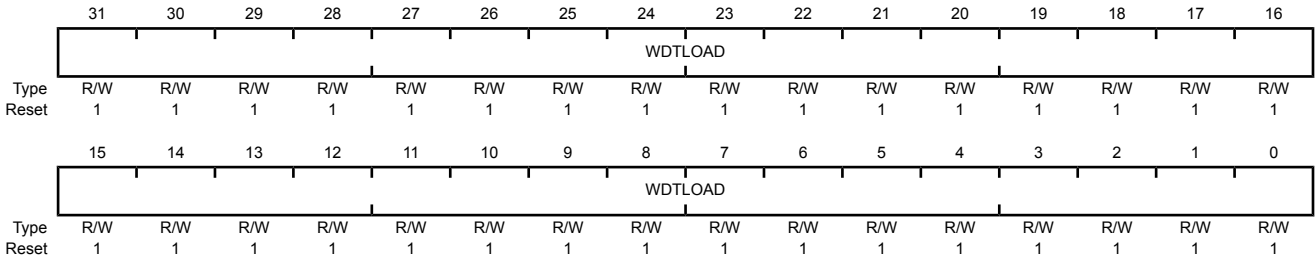 31 30 29 28 27 26 25 24 23 22 21 20 19 18 17 16
WDTLOAD
Type R/W R/W R/W R/W R/W R/W R/W R/W R/W R/W R/W R/W R/W R/W R/W R/W
Reset 1 1 1 1 1 1 1 1 1 1 1 1 1 1 1 1
15 14 13 12 11 10 9 8 7 6 5 4 3 2 1 0
WDTLOAD
Type R/W R/W R/W R/W R/W R/W R/W R/W R/W R/W R/W R/W R/W R/W R/W R/W
Reset 1 1 1 1 1 1 1 1 1 1 1 1 1 1 1 1